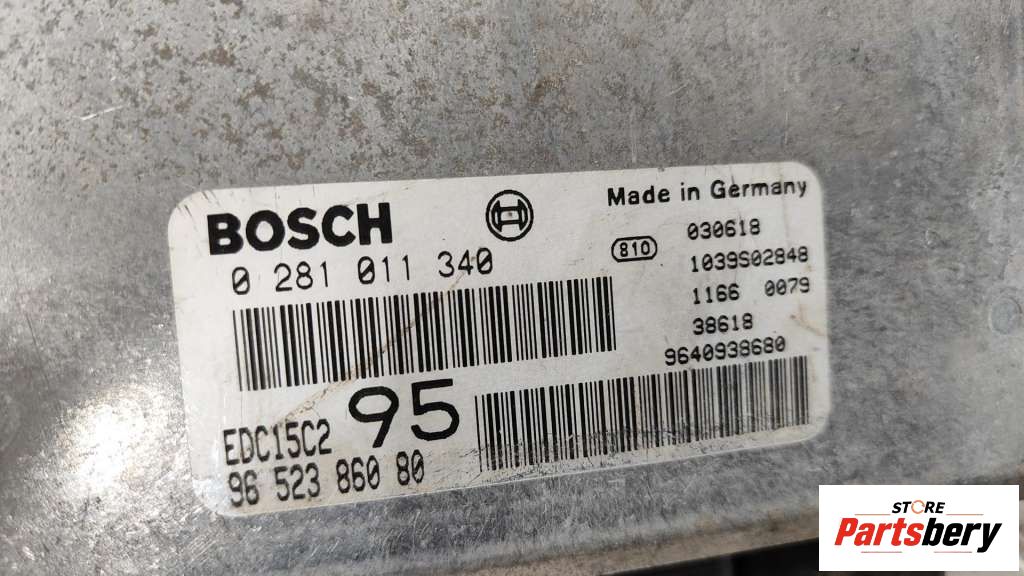 BOSCH
0 281 011 340
Made in Germany
810
030618
1039S02848
1166 0079
38618
9640938680
95
EDC15C2
96 523 860 80
STORE
Partsbery